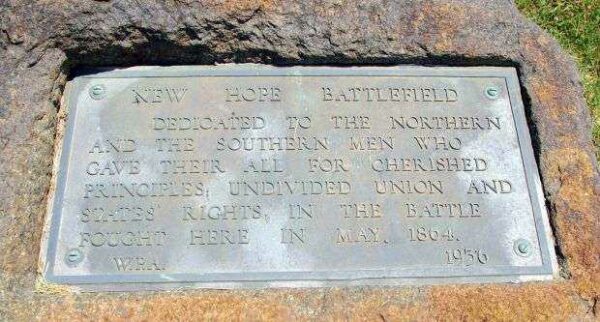 NEW HOPE BATTLEFIELD
DEDICATED TO THE NORTHERN
AND THE SOUTHERN MEN WHO
GAVE THEIR ALL FOR CHERISHED
PRINCIPLES, UNDIVIDED UNION AND
STATES' RIGHTS, IN THE BATTLE
FOUGHT HERE IN MAY, 1864.
W.P.A. 1936